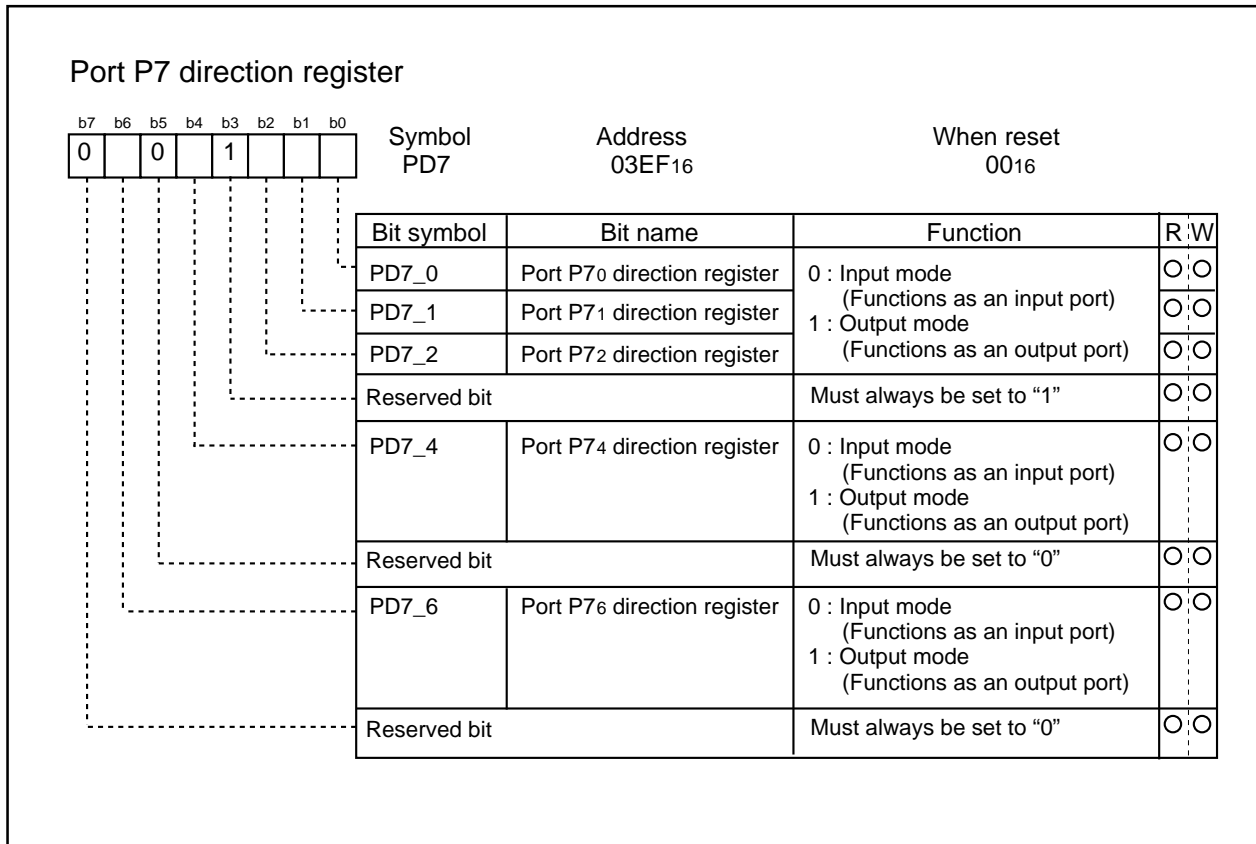 Port P7 direction register
b7 b6 b5 b4 b3 b2 b1 b0
0 0 1
Symbol Address When reset
PD7 03EF16 0016
Bit symbol Bit name Function R W
PD7_0 Port P70 direction register 0 : Input mode
(Functions as an input port)
PD7_1 Port P71 direction register 1 : Output mode
PD7_2 Port P72 direction register (Functions as an output port)
Reserved bit Must always be set to “1”
PD7_4 Port P74 direction register 0 : Input mode
(Functions as an input port)
1 : Output mode
(Functions as an output port)
Reserved bit Must always be set to “0”
PD7_6 Port P76 direction register 0 : Input mode
(Functions as an input port)
1 : Output mode
(Functions as an output port)
Reserved bit Must always be set to “0”